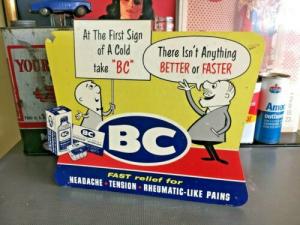 At The First Sign
of A Cold
take "BC"
There Isn't Anything
BETTER or FASTER
YOUR
BC
BC
FAST relief for
HEADACHE • TENSION • RHEUMATIC-LIKE PAINS